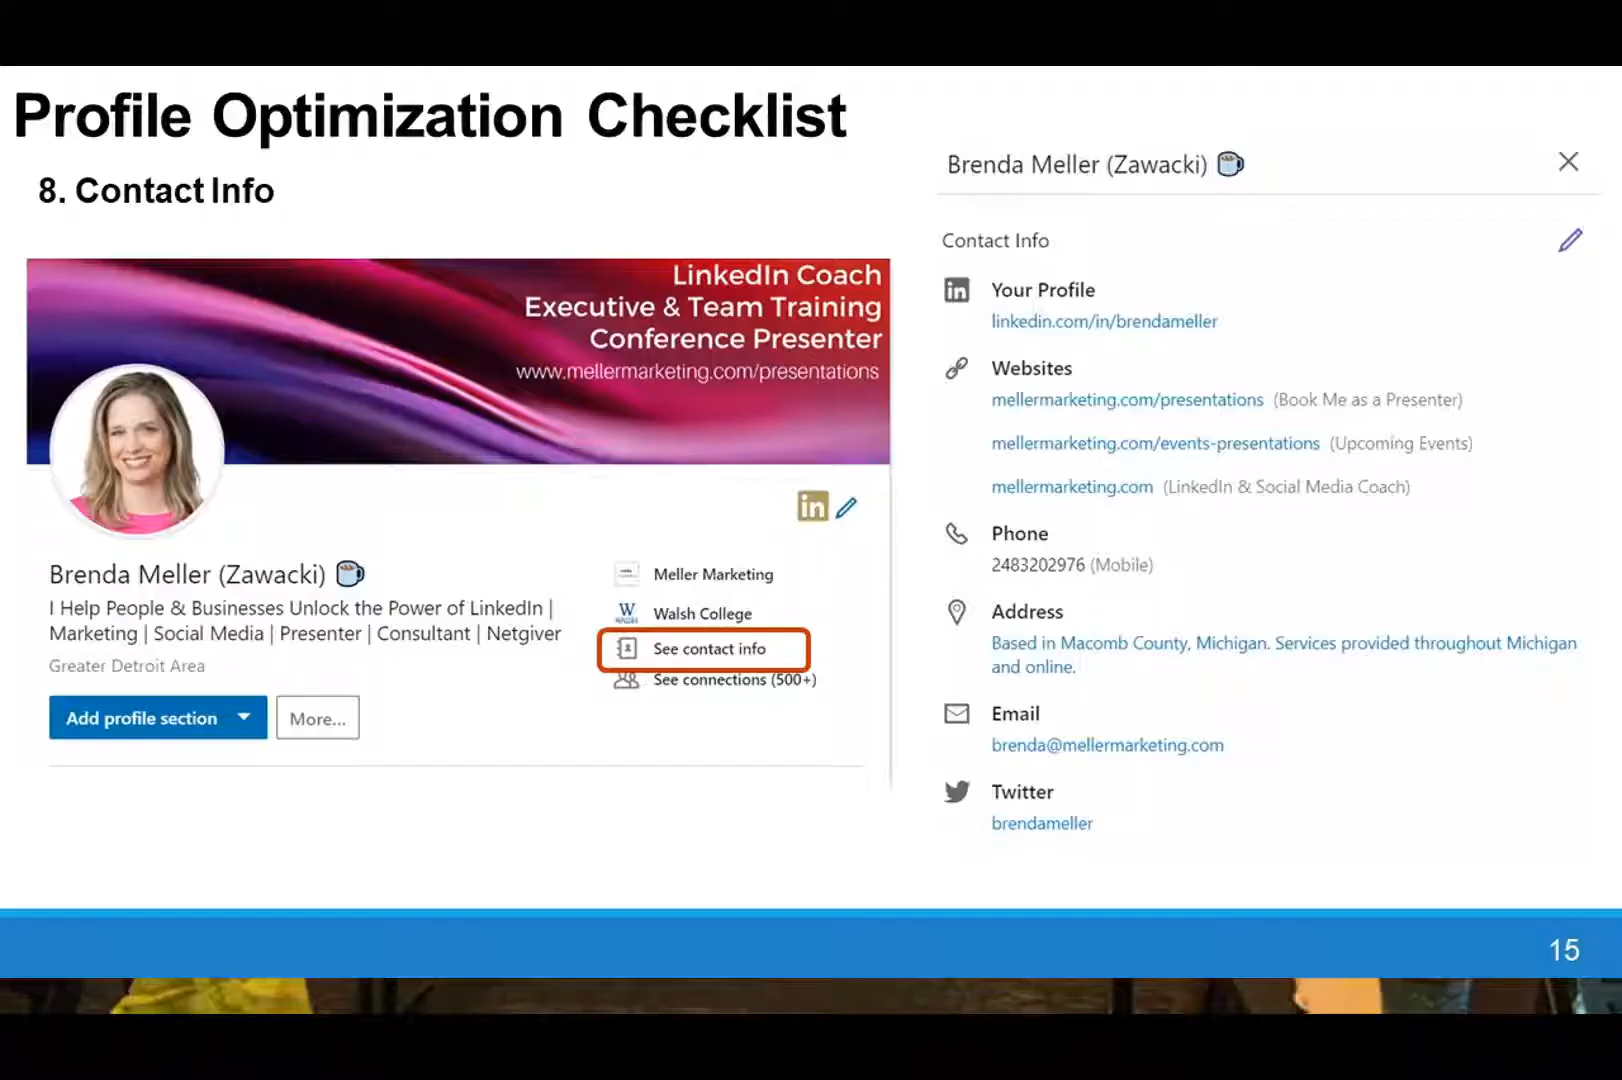 Profile Optimization Checklist
8. Contact Info
LinkedIn Coach
Executive & Team Training
Conference Presenter
www.mellermarketing.com/presentations
in
Brenda Meller (Zawacki)
I Help People & Businesses Unlock the Power of LinkedIn |
Marketing | Social Media | Presenter | Consultant | Netgiver
Greater Detroit Area
Add profile section
More...
Meller Marketing
W
Walsh College
See contact info
See connections (500+)
Brenda Meller (Zawacki)
Contact Info
in
Your Profile
linkedin.com/in/brendameller
Websites
mellermarketing.com/presentations (Book Me as a Presenter)
mellermarketing.com/events-presentations (Upcoming Events)
mellermarketing.com (LinkedIn & Social Media Coach)
Phone
2483202976 (Mobile)
Address
Based in Macomb County, Michigan. Services provided throughout Michigan
and online.
Email
brenda@mellermarketing.com
Twitter
brendameller
15